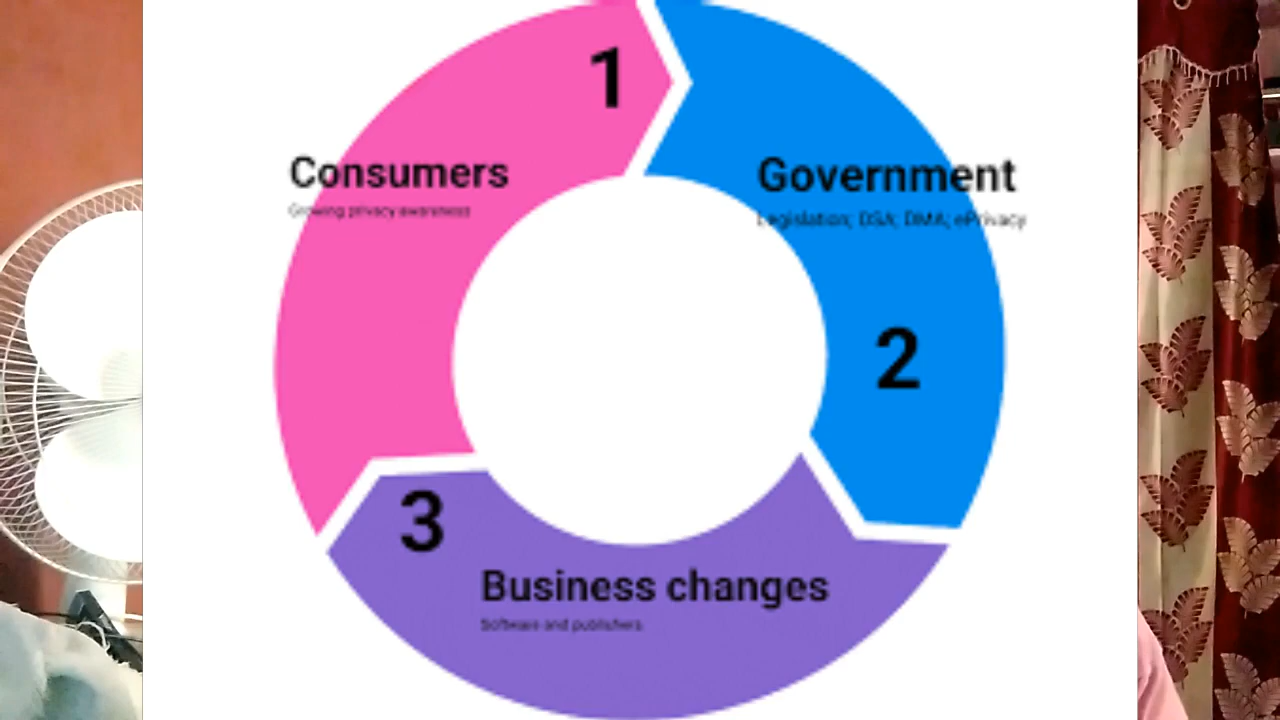 1
Consumers
Growing privacy awareness
Government
Legislation; DSA; DMA; ePrivacy
2
3
Business changes
Software and publishers